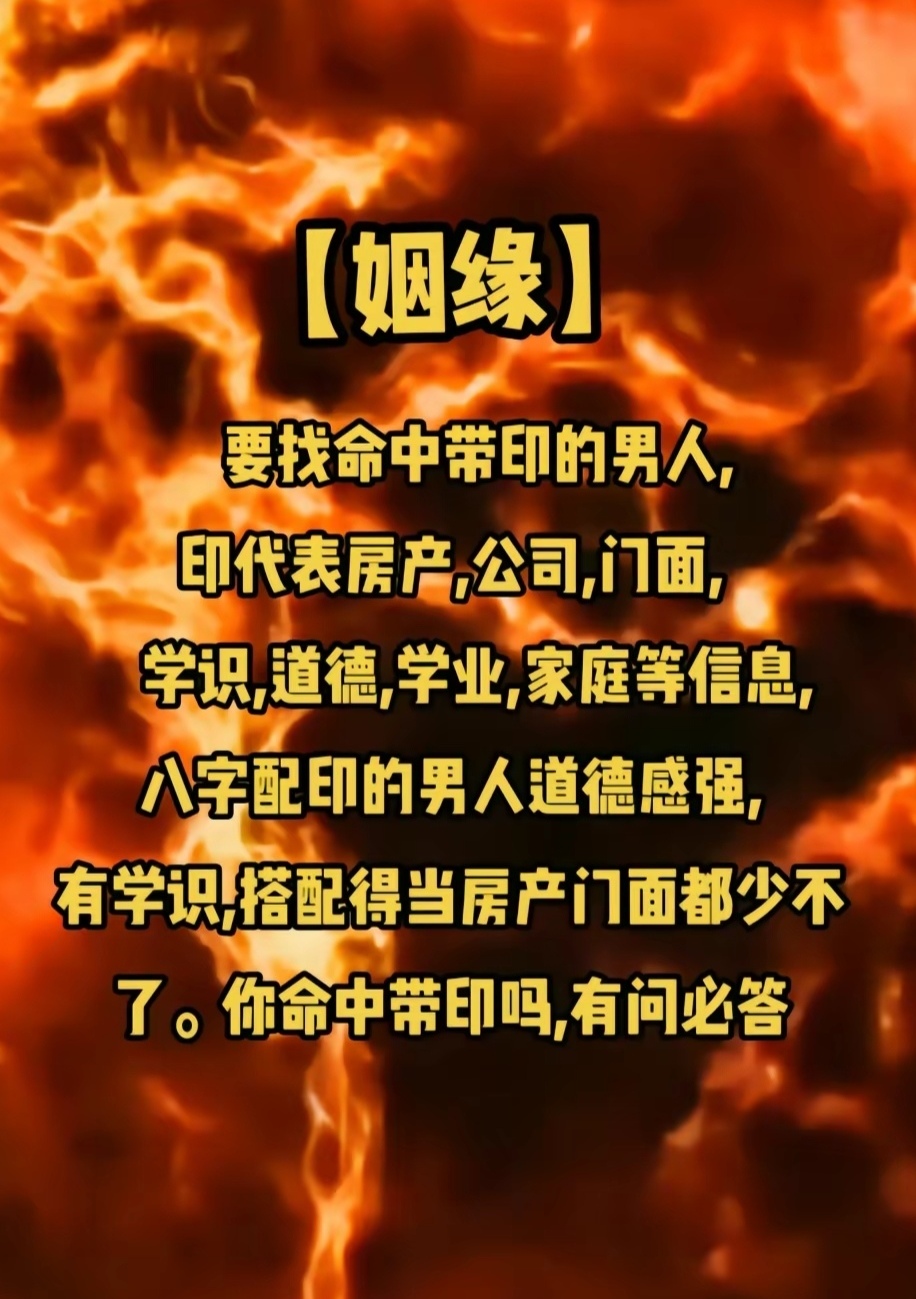 【姻缘】
要找命中带印的男人,
印代表房产,公司,门面,
学识,道德,学业,家庭等信息,
八字配印的男人道德感强,
有学识,搭配得当房产门面都少不
了。你命中带印吗,有问必答